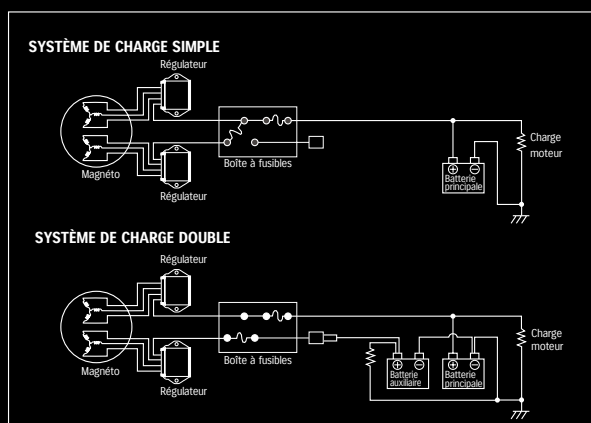 SYSTÈME DE CHARGE SIMPLE
Régulateur
Magnéto
Régulateur
Boîte à fusibles
+ -
Batterie
principale
Charge
moteur
SYSTÈME DE CHARGE DOUBLE
Régulateur
Magnéto
Régulateur
Boîte à fusibles
+ -
Batterie
auxiliaire
+ -
Batterie
principale
Charge
moteur